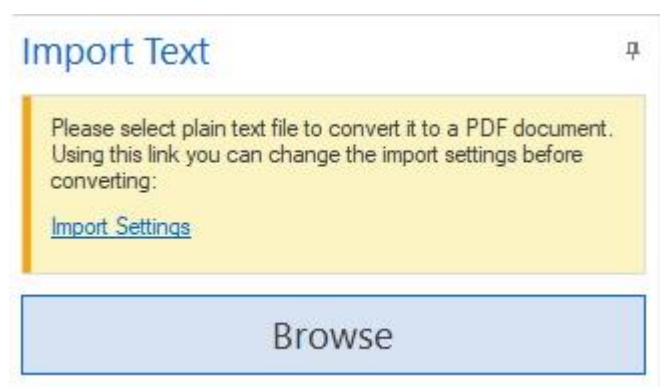 Import Text
Please select plain text file to convert it to a PDF document.
Using this link you can change the import settings before
converting:
Import Settings
Browse